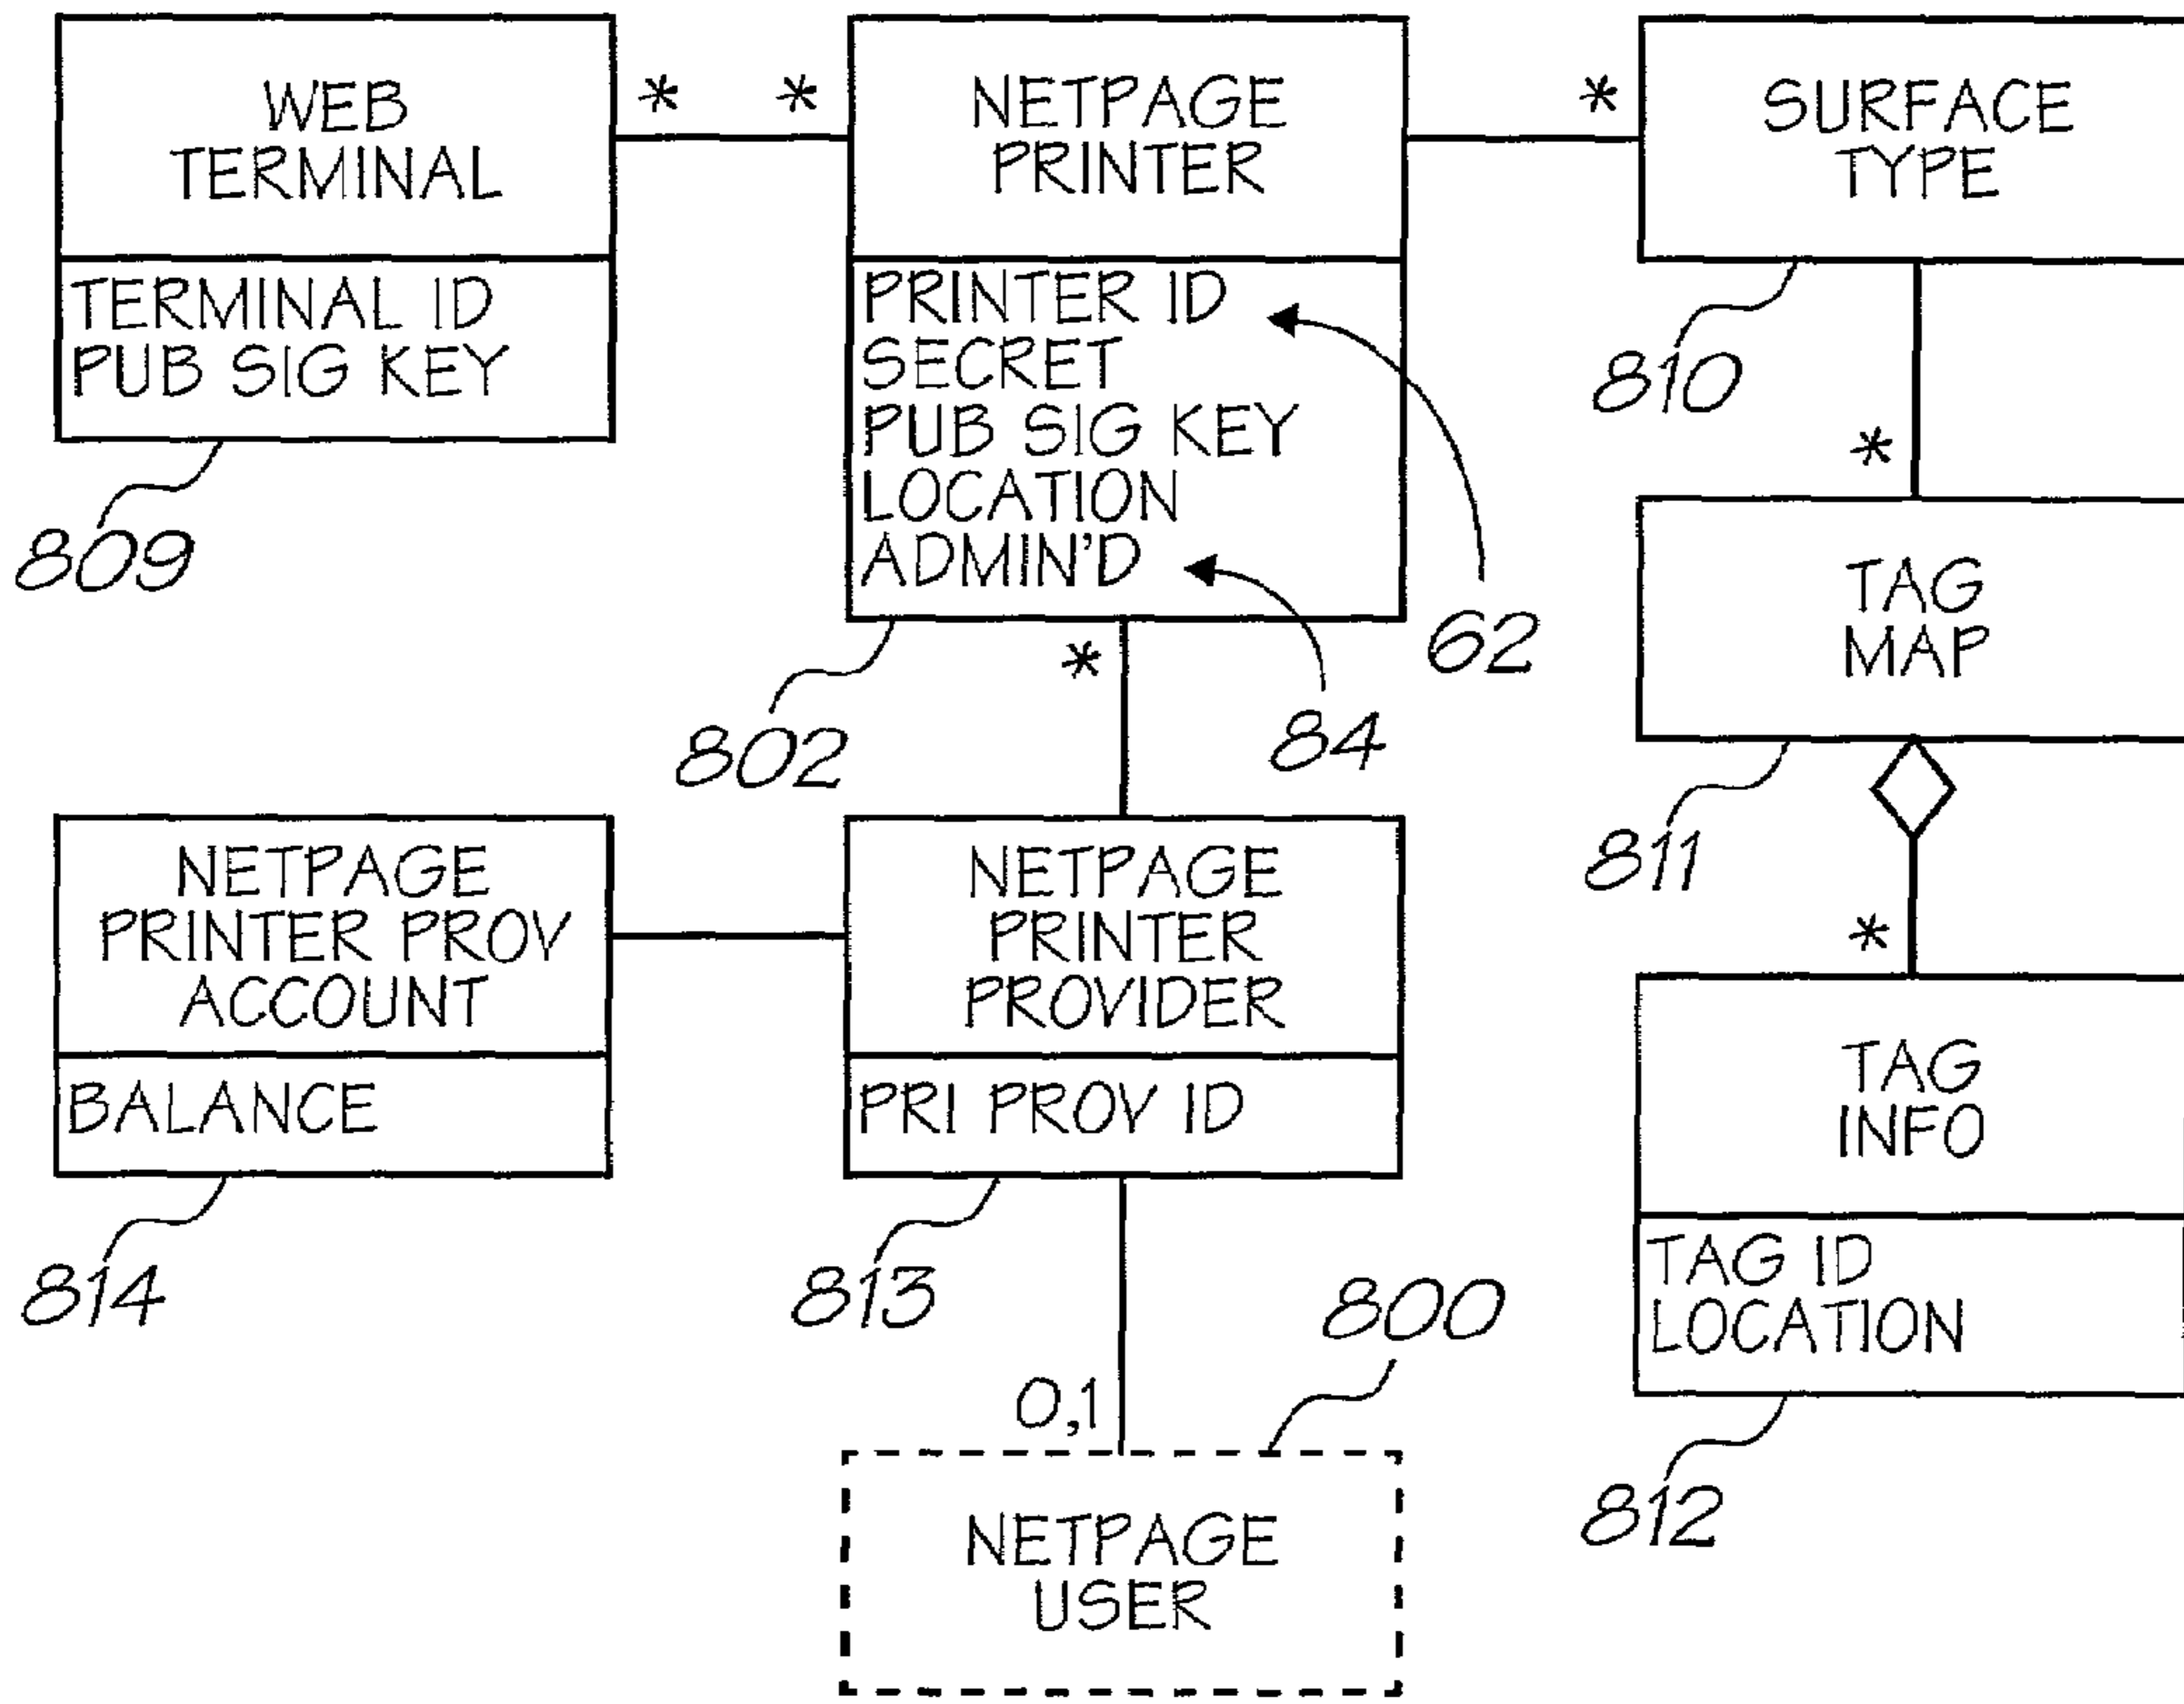 WEB
TERMINAL
TERMINAL ID
PUB SIG KEY
809
*
*
NETPAGE
PRINTER
PRINTER ID
SECRET
PUB SIG KEY
LOCATION
ADMIN'D
62
84
802
*
*
SURFACE
TYPE
810
*
TAG
MAP
811
*
TAG
INFO
TAG ID
LOCATION
812
NETPAGE
PRINTER PROV
ACCOUNT
BALANCE
814
NETPAGE
PRINTER
PROVIDER
PRI PROV ID
813
800
0,1
NETPAGE
USER